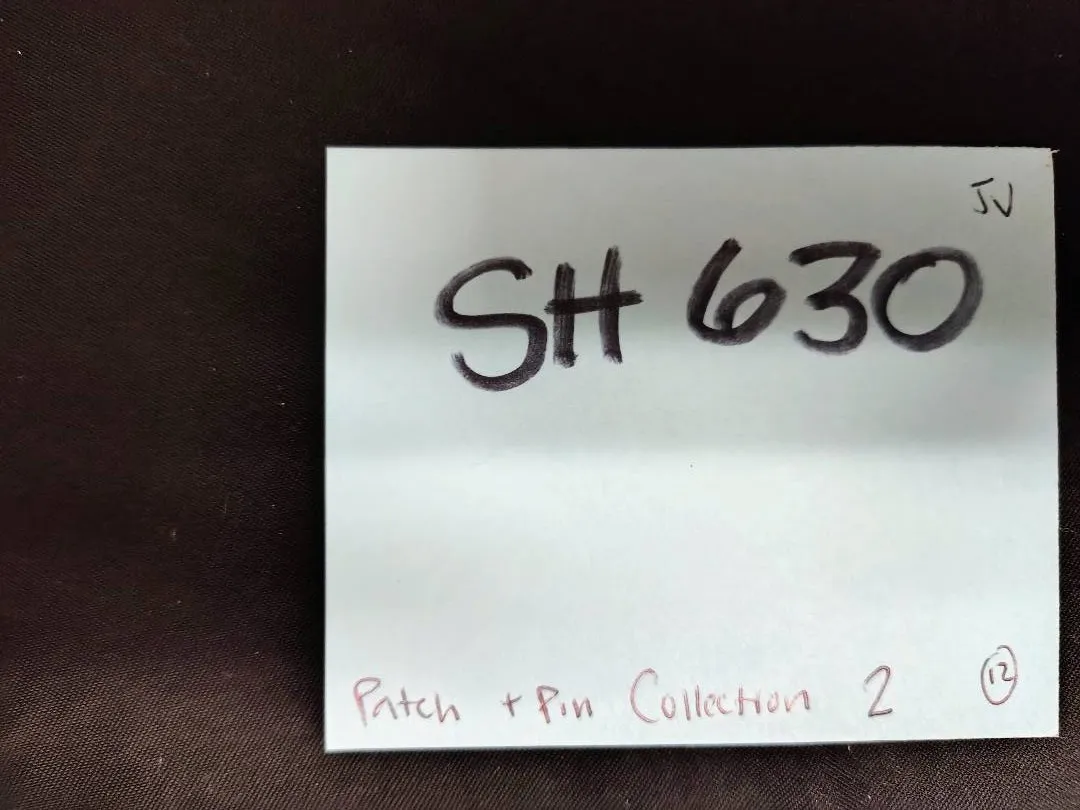 JV
SH 630
Patch + Pin Collection 2 12